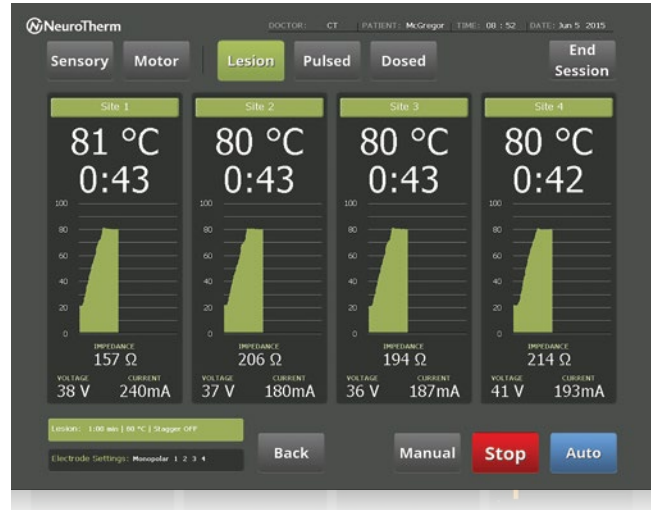 NeuroTherm
DOCTOR: CT PATIENT: McGregor TIME: 00 : 52 DATE: Jun 5 2015
Sensory Motor Lesion Pulsed Dosed End Session
Site 1 Site 2 Site 3 Site 4
81 °C 80 °C 80 °C 80 °C
0:43 0:43 0:43 0:42
100 100 100 100
80 80 80 80
60 60 60 60
40 40 40 40
20 20 20 20
0 0 0 0
IMPEDANCE IMPEDANCE IMPEDANCE IMPEDANCE
157 Ω 206 Ω 194 Ω 214 Ω
VOLTAGE CURRENT VOLTAGE CURRENT VOLTAGE CURRENT VOLTAGE CURRENT
38 V 240mA 37 V 180mA 36 V 187mA 41 V 193mA
Lesion: 1:00 min | 80 °C | Stagger OFF
Electrode Settings: Monopolar 1 2 3 4
Back Manual Stop Auto